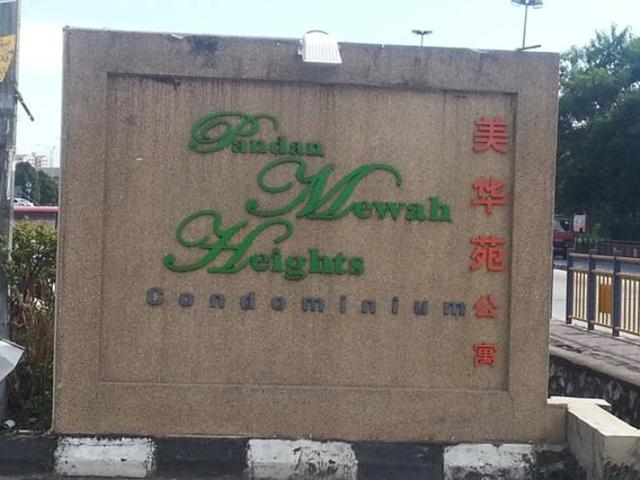 Pandan
Mewah
Heights
Condominium
美华苑公寓